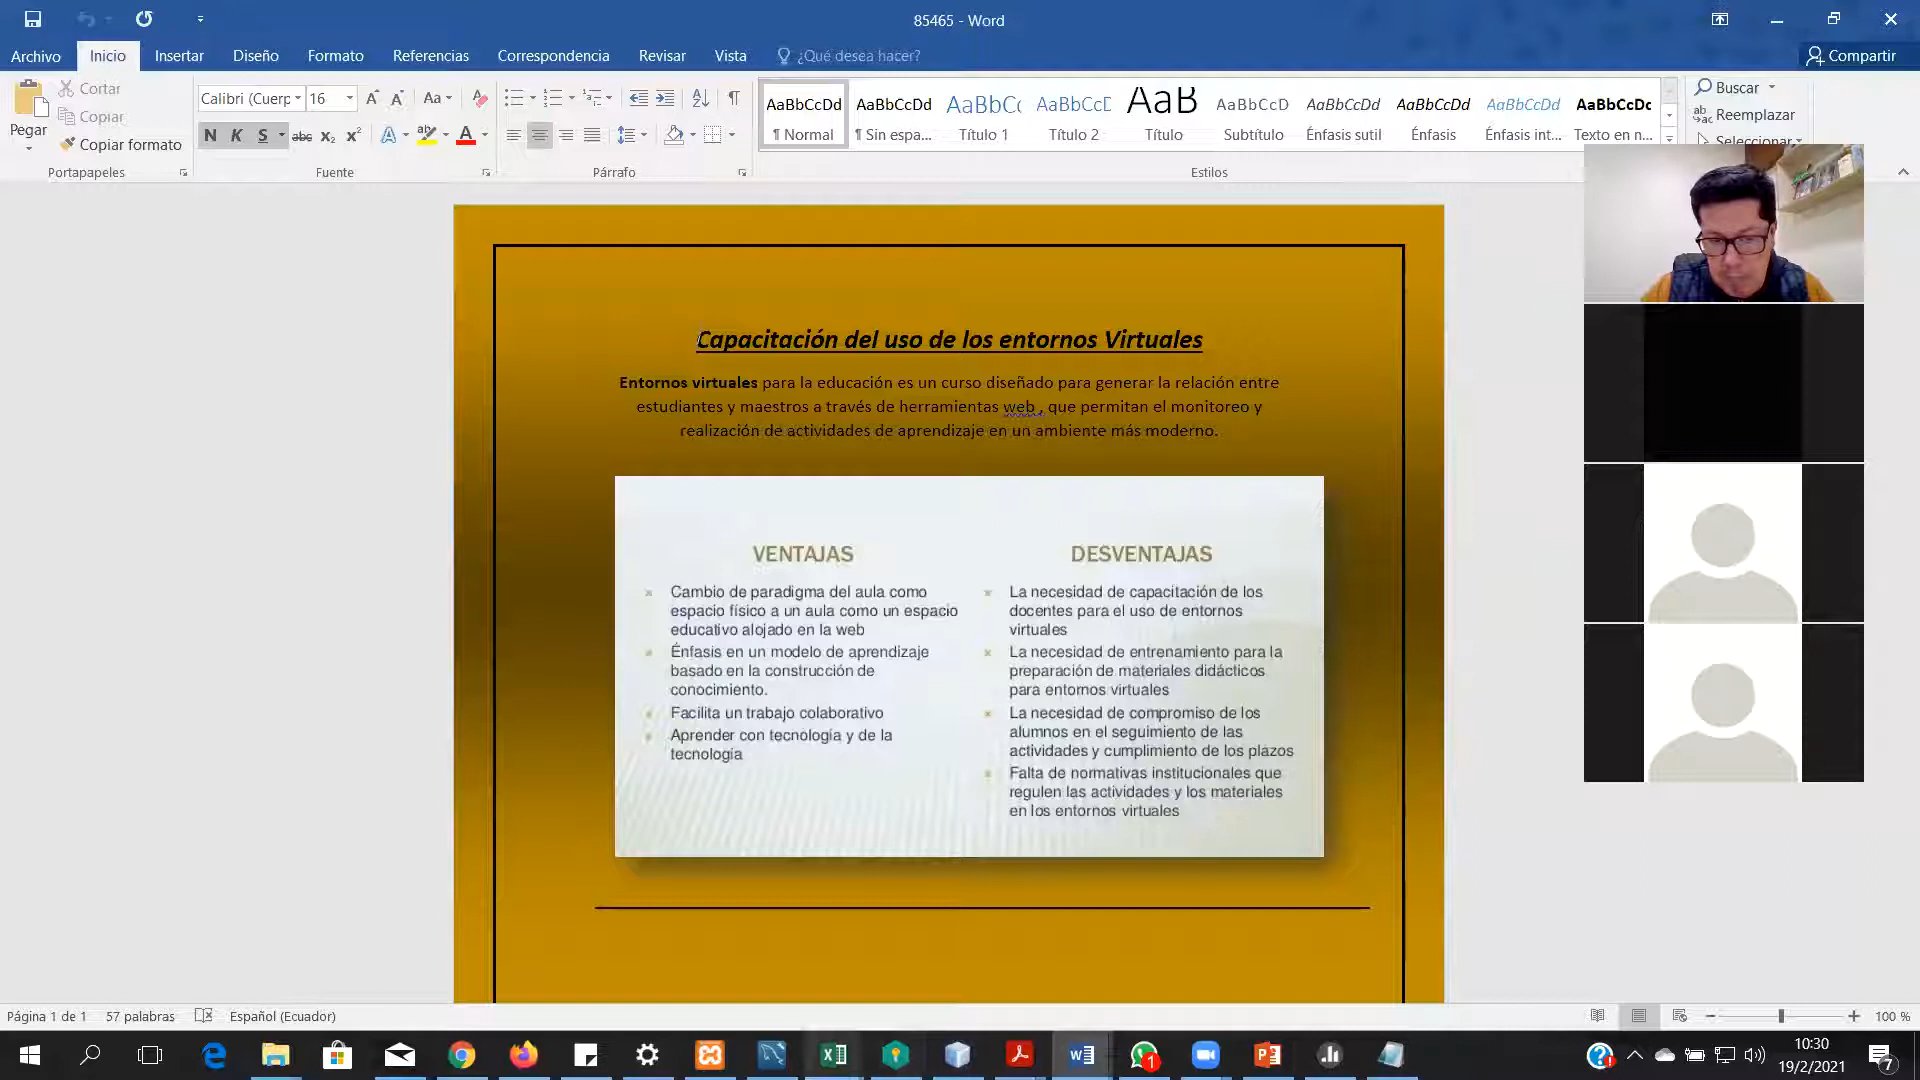 85465 - Word
Archivo Inicio Insertar Diseño Formato Referencias Correspondencia Revisar Vista ¿Qué desea hacer? Compartir
Pegar
Cortar
Copiar
Copiar formato
Portapapeles
Calibri (Cuerp 16
Aa
N K S abc x₂ x²
Fuente
Párrafo
AaBbCcDd AaBbCcDd AaBbC( AaBbCcD AaB AaBbCcD AaBbCcDd AaBbCcDd AaBbCcDd AaBbCcDc
¶ Normal ¶ Sin espa... Título 1 Título 2 Título Subtítulo Énfasis sutil Énfasis Énfasis int... Texto en n...
Estilos
Buscar
Reemplazar
Seleccionar
Capacitación del uso de los entornos Virtuales
Entornos virtuales para la educación es un curso diseñado para generar la relación entre
estudiantes y maestros a través de herramientas web , que permitan el monitoreo y
realización de actividades de aprendizaje en un ambiente más moderno.
VENTAJAS
Cambio de paradigma del aula como
espacio físico a un aula como un espacio
educativo alojado en la web
Énfasis en un modelo de aprendizaje
basado en la construcción de
conocimiento.
Facilita un trabajo colaborativo
Aprender con tecnología y de la
tecnología
DESVENTAJAS
La necesidad de capacitación de los
docentes para el uso de entornos
virtuales
La necesidad de entrenamiento para la
preparación de materiales didácticos
para entornos virtuales
La necesidad de compromiso de los
alumnos en el seguimiento de las
actividades y cumplimiento de los plazos
Falta de normativas institucionales que
regulen las actividades y los materiales
en los entornos virtuales
Página 1 de 1 57 palabras Español (Ecuador) 100 %
10:30
19/2/2021
1
7